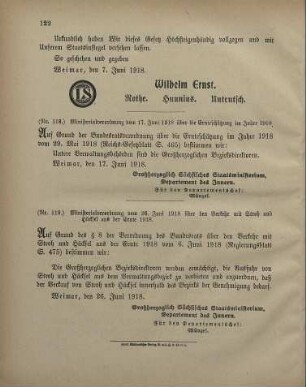 122
Urkundlich haben Wir dieses Gesetz Höchsteigenhändig vollzogen und mit
Unserem Staatsinsiegel versehen lassen.
So geschehen und gegeben
Weimar, den 7. Juni 1918.
Wilhelm Ernst.
Rothe. Hunnius. Unteutsch.
(Nr. 118.) Ministerialverordnung vom 17. Juni 1918 über die Ernteschätzung im Jahre 1918.
Auf Grund der Bundesratsverordnung über die Ernteschätzung im Jahre 1918
vom 29. Mai 1918 (Reichs-Gesetzblatt S. 465) bestimmen wir:
Untere Verwaltungsbehörden sind die Großherzoglichen Bezirksdirektoren.
Weimar, den 17. Juni 1918.
Großherzoglich Sächsisches Staatsministerium,
Departement des Innern.
Für den Departementschef:
(Nr. 119.) Ministerialverordnung vom 26. Juni 1918 über den Verkehr mit Stroh und
Häcksel aus der Ernte 1918.
Auf Grund des § 8 der Verordnung des Bundesrats über den Verkehr mit
Stroh und Häcksel aus der Ernte 1918 vom 6. Juni 1918 (Regierungsblatt
S. 475) bestimmen wir:
Die Großherzoglichen Bezirksdirektoren werden ermächtigt, die Ausfuhr von
Stroh und Häcksel aus dem Verwaltungsbezirk zu verbieten und anzuordnen, daß
der Verkauf von Stroh und Häcksel innerhalb des Bezirks der Genehmigung bedarf.
Weimar, den 26. Juni 1918.
Großherzoglich Sächsisches Staatsministerium,
Departement des Innern.
Für den Departementschef: